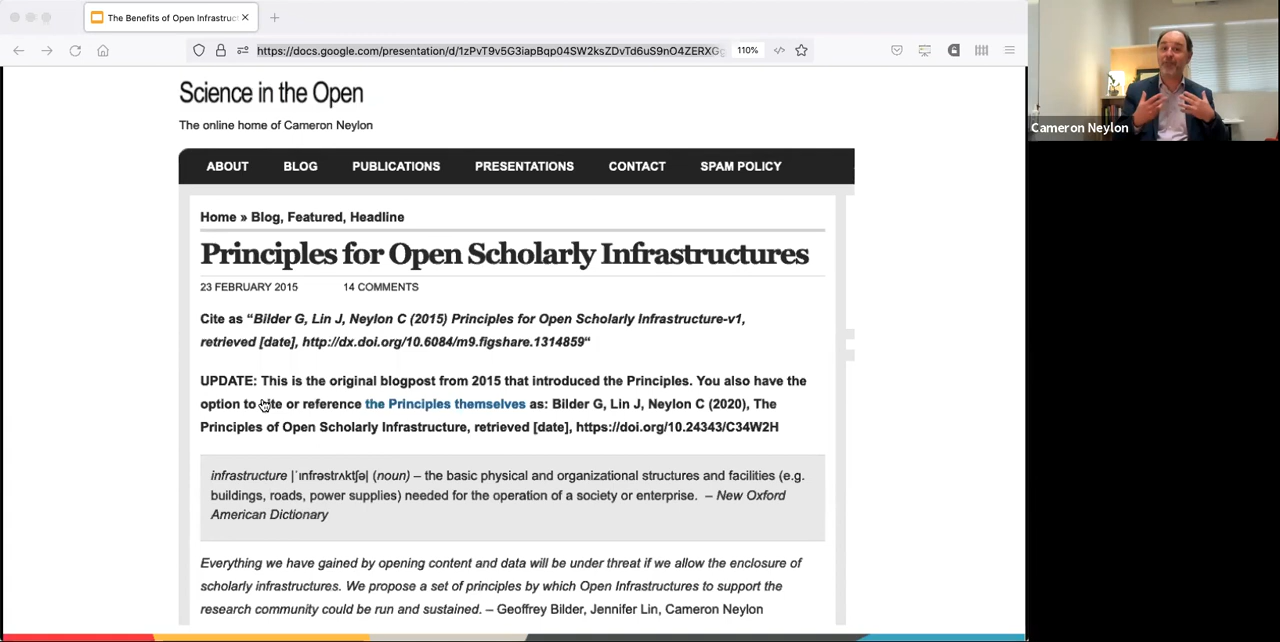 The Benefits of Open Infrastruc
https://docs.google.com/presentation/d/1zPvT9v5G3iapBqp04SW2ksZDvTd6uS9nO4ZERXG
110%
Science in the Open
The online home of Cameron Neylon
ABOUT BLOG PUBLICATIONS PRESENTATIONS CONTACT SPAM POLICY
Home » Blog, Featured, Headline
Principles for Open Scholarly Infrastructures
23 FEBRUARY 2015 14 COMMENTS
Cite as “Bilder G, Lin J, Neylon C (2015) Principles for Open Scholarly Infrastructure-v1,
retrieved [date], http://dx.doi.org/10.6084/m9.figshare.1314859“
UPDATE: This is the original blogpost from 2015 that introduced the Principles. You also have the
option to cite or reference the Principles themselves as: Bilder G, Lin J, Neylon C (2020), The
Principles of Open Scholarly Infrastructure, retrieved [date], https://doi.org/10.24343/C34W2H
infrastructure |ˈɪnfrəstrʌktʃə| (noun) – the basic physical and organizational structures and facilities (e.g.
buildings, roads, power supplies) needed for the operation of a society or enterprise. – New Oxford
American Dictionary
Everything we have gained by opening content and data will be under threat if we allow the enclosure of
scholarly infrastructures. We propose a set of principles by which Open Infrastructures to support the
research community could be run and sustained. – Geoffrey Bilder, Jennifer Lin, Cameron Neylon
Cameron Neylon